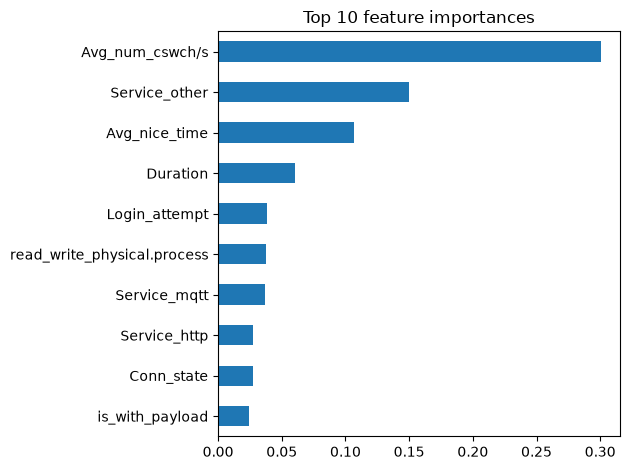 Top 10 feature importances
Avg_num_cswch/s
Service_other
Avg_nice_time
Duration
Login_attempt
read_write_physical.process
Service_mqtt
Service_http
Conn_state
is_with_payload
0.00 0.05 0.10 0.15 0.20 0.25 0.30